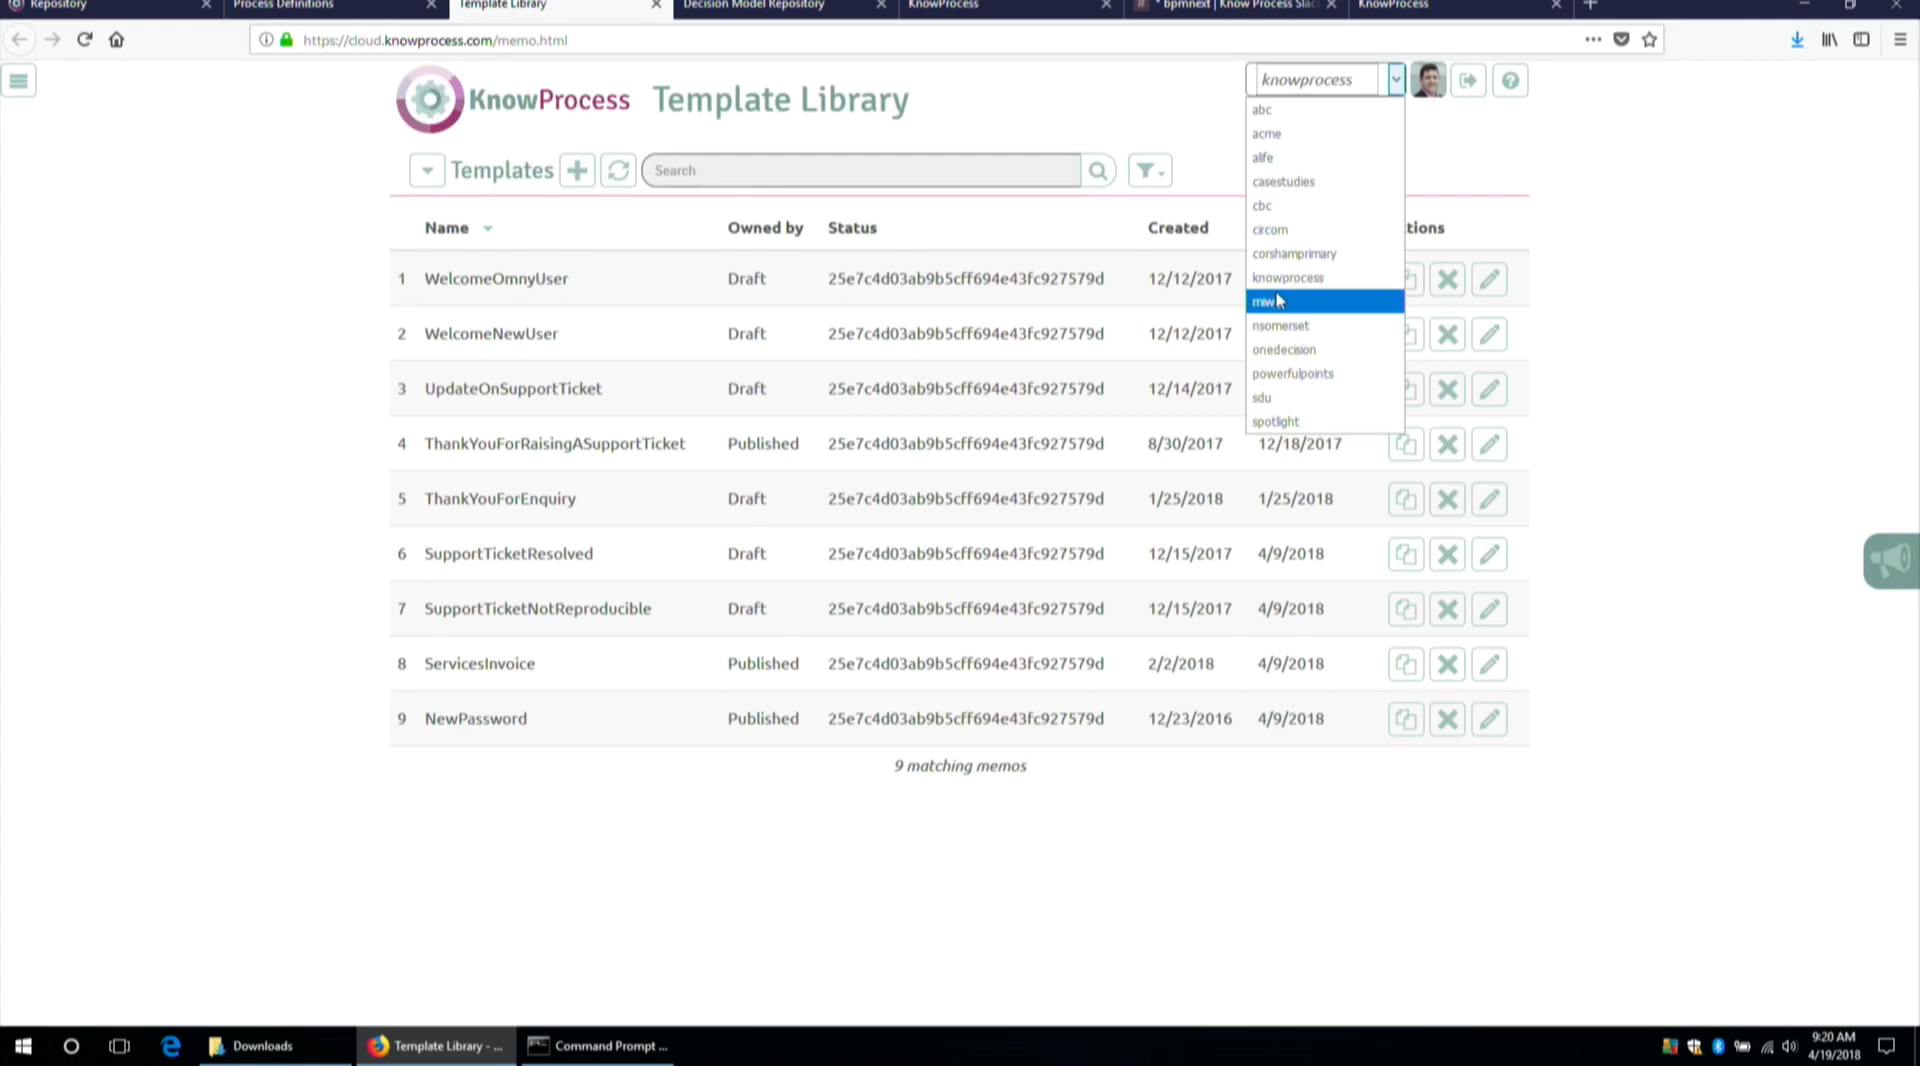 Repository
Process Definitions
Template Library
Decision Model Repository
KnowProcess
* bpmnext | Know Process Slac
KnowProcess
https://cloud.knowprocess.com/memo.html
KnowProcess
Template Library
knowprocess
abc
acme
alfe
casestudies
cbc
circom
corshamprimary
knowprocess
miw
nsomerset
onedecision
powerfulpoints
sdu
spotlight
Templates
Search
Name Owned by Status Created tions
1 WelcomeOmnyUser Draft 25e7c4d03ab9b5cff694e43fc927579d 12/12/2017
2 WelcomeNewUser Draft 25e7c4d03ab9b5cff694e43fc927579d 12/12/2017
3 UpdateOnSupportTicket Draft 25e7c4d03ab9b5cff694e43fc927579d 12/14/2017
4 ThankYouForRaisingASupportTicket Published 25e7c4d03ab9b5cff694e43fc927579d 8/30/2017 12/18/2017
5 ThankYouForEnquiry Draft 25e7c4d03ab9b5cff694e43fc927579d 1/25/2018 1/25/2018
6 SupportTicketResolved Draft 25e7c4d03ab9b5cff694e43fc927579d 12/15/2017 4/9/2018
7 SupportTicketNotReproducible Draft 25e7c4d03ab9b5cff694e43fc927579d 12/15/2017 4/9/2018
8 ServicesInvoice Published 25e7c4d03ab9b5cff694e43fc927579d 2/2/2018 4/9/2018
9 NewPassword Published 25e7c4d03ab9b5cff694e43fc927579d 12/23/2016 4/9/2018
9 matching memos
Downloads
Template Library - ...
Command Prompt ...
9:20 AM
4/19/2018